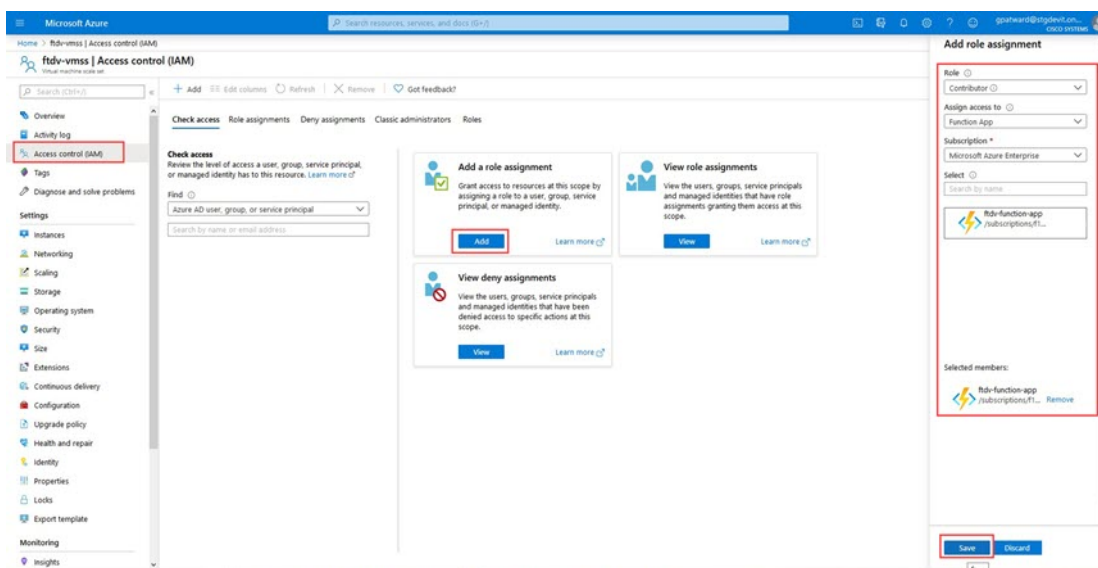 Microsoft Azure
Search resources, services, and docs (G+/)
gpatward@stgdevit.on...
CISCO SYSTEMS
Home > ftdv-vmss | Access control (IAM)
ftdv-vmss | Access control (IAM)
Virtual machine scale set
Search (Ctrl+/)
Overview
Activity log
Access control (IAM)
Tags
Diagnose and solve problems
Settings
Instances
Networking
Scaling
Storage
Operating system
Security
Size
Extensions
Continuous delivery
Configuration
Upgrade policy
Health and repair
Identity
Properties
Locks
Export template
Monitoring
Insights
Add Edit columns Refresh Remove Got feedback?
Check access Role assignments Deny assignments Classic administrators Roles
Check access
Review the level of access a user, group, service principal,
or managed identity has to this resource. Learn more
Find
Azure AD user, group, or service principal
Search by name or email address
Add a role assignment
Grant access to resources at this scope by
assigning a role to a user, group, service
principal, or managed identity.
Add Learn more
View role assignments
View the users, groups, service principals
and managed identities that have role
assignments granting them access at this
scope.
View Learn more
View deny assignments
View the users, groups, service principals
and managed identities that have been
denied access to specific actions at this
scope.
View Learn more
Add role assignment
Role
Contributor
Assign access to
Function App
Subscription *
Microsoft Azure Enterprise
Select
Search by name
ftdv-function-app
/subscriptions/f1...
Selected members:
ftdv-function-app
/subscriptions/f1... Remove
Save Discard